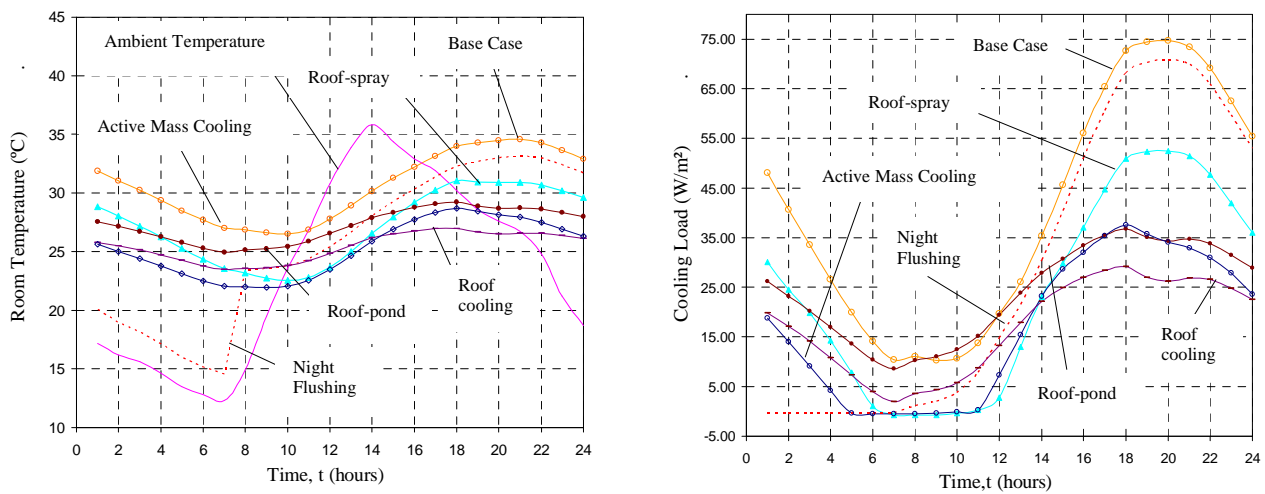 45
40
35
30
25
20
15
10
0
2
4
6
8
10
12
14
16
18
20
22
24
Room Temperature (ºC)
Time, t (hours)
Ambient Temperature
Base Case
Roof-spray
Active Mass Cooling
Roof
cooling
Roof-pond
Night
Flushing
75.00
65.00
55.00
45.00
35.00
25.00
15.00
5.00
-5.00
0
2
4
6
8
10
12
14
16
18
20
22
24
Cooling Load (W/m²)
Time,t (hours)
Base Case
Roof-spray
Active Mass Cooling
Night
Flushing
Roof
cooling
Roof-pond